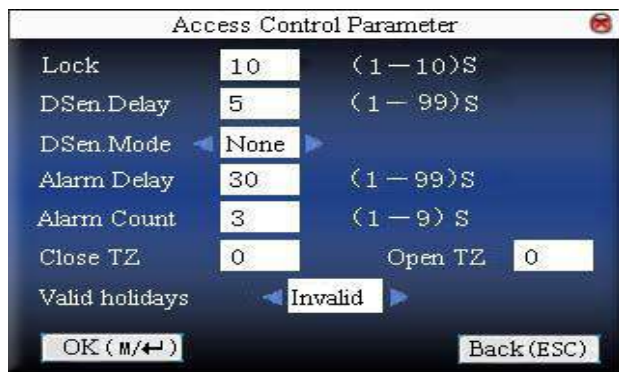 Access Control Parameter
Lock 10 (1—10)S
DSen.Delay 5 (1— 99)S
DSen.Mode None
Alarm Delay 30 (1—99)S
Alarm Count 3 (1—9) S
Close TZ 0 Open TZ 0
Valid holidays Invalid
OK(M/↵) Back(ESC)